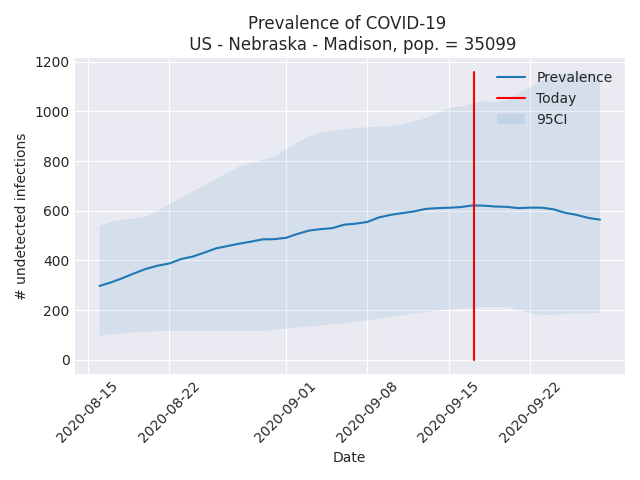 Prevalence of COVID-19
US - Nebraska - Madison, pop. = 35099
1200
1000
800
600
400
200
0
# undetected infections
Prevalence
Today
95CI
2020-08-15
2020-08-22
2020-09-01
2020-09-08
2020-09-15
2020-09-22
Date